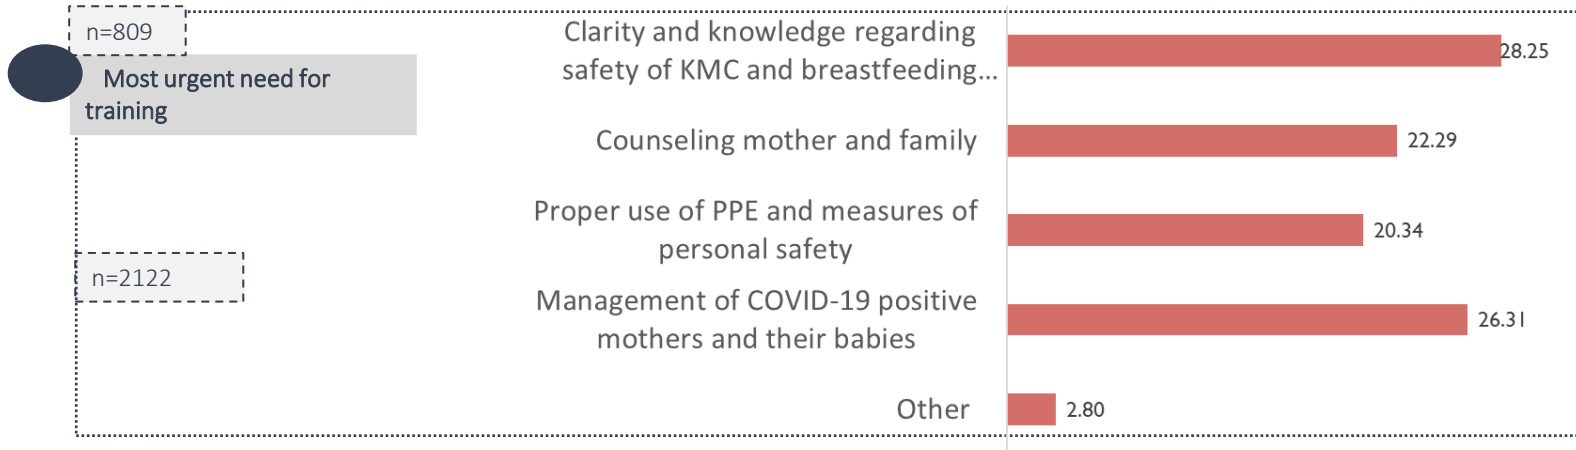 n=809
Most urgent need for
training
n=2122
Clarity and knowledge regarding
safety of KMC and breastfeeding...
28.25
Counseling mother and family
22.29
Proper use of PPE and measures of
personal safety
20.34
Management of COVID-19 positive
mothers and their babies
26.31
Other
2.80